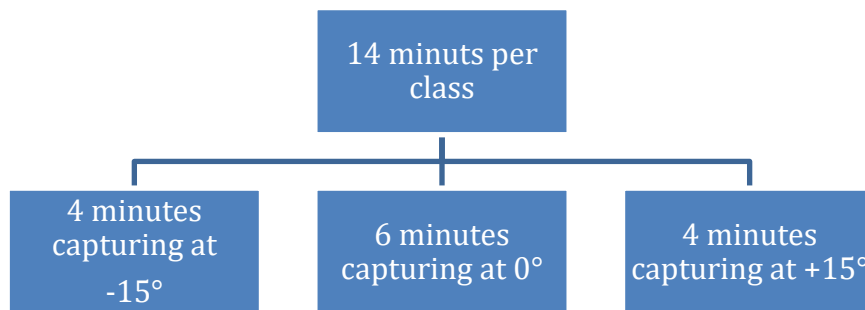 14 minuts per
class
4 minutes
capturing at
-15°
6 minutes
capturing at 0°
4 minutes
capturing at +15°